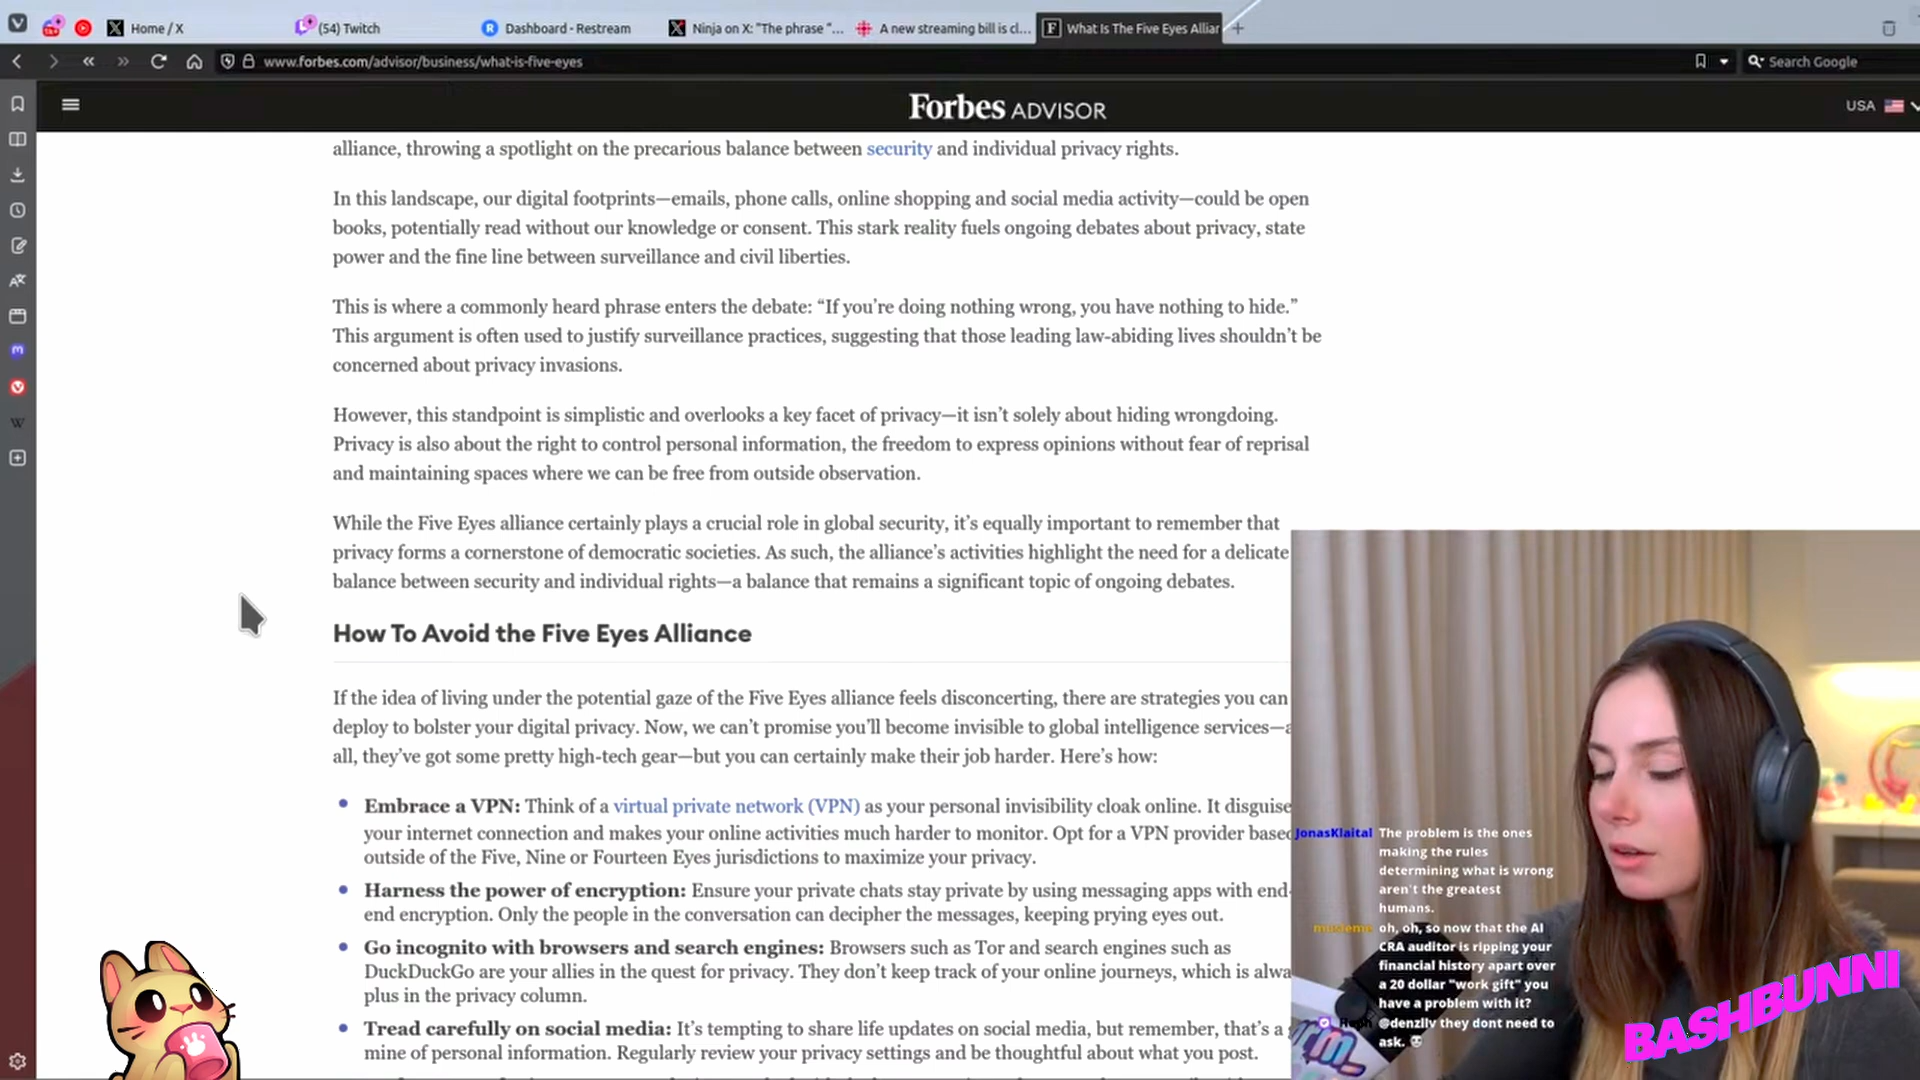 Home / X
(54) Twitch
Dashboard - Restream
Ninja on X: "The phrase "...
A new streaming bill is cl...
What Is The Five Eyes Allian
www.forbes.com/advisor/business/what-is-five-eyes
Search Google
Forbes ADVISOR
USA
alliance, throwing a spotlight on the precarious balance between security and individual privacy rights.
In this landscape, our digital footprints—emails, phone calls, online shopping and social media activity—could be open
books, potentially read without our knowledge or consent. This stark reality fuels ongoing debates about privacy, state
power and the fine line between surveillance and civil liberties.
This is where a commonly heard phrase enters the debate: “If you’re doing nothing wrong, you have nothing to hide.”
This argument is often used to justify surveillance practices, suggesting that those leading law-abiding lives shouldn’t be
concerned about privacy invasions.
However, this standpoint is simplistic and overlooks a key facet of privacy—it isn’t solely about hiding wrongdoing.
Privacy is also about the right to control personal information, the freedom to express opinions without fear of reprisal
and maintaining spaces where we can be free from outside observation.
While the Five Eyes alliance certainly plays a crucial role in global security, it’s equally important to remember that
privacy forms a cornerstone of democratic societies. As such, the alliance’s activities highlight the need for a delicate
balance between security and individual rights—a balance that remains a significant topic of ongoing debates.
How To Avoid the Five Eyes Alliance
If the idea of living under the potential gaze of the Five Eyes alliance feels disconcerting, there are strategies you can
deploy to bolster your digital privacy. Now, we can’t promise you’ll become invisible to global intelligence services—a
all, they’ve got some pretty high-tech gear—but you can certainly make their job harder. Here’s how:
Embrace a VPN: Think of a virtual private network (VPN) as your personal invisibility cloak online. It disguise
your internet connection and makes your online activities much harder to monitor. Opt for a VPN provider based
outside of the Five, Nine or Fourteen Eyes jurisdictions to maximize your privacy.
Harness the power of encryption: Ensure your private chats stay private by using messaging apps with end-
end encryption. Only the people in the conversation can decipher the messages, keeping prying eyes out.
Go incognito with browsers and search engines: Browsers such as Tor and search engines such as
DuckDuckGo are your allies in the quest for privacy. They don’t keep track of your online journeys, which is alwa
plus in the privacy column.
Tread carefully on social media: It’s tempting to share life updates on social media, but remember, that’s a g
mine of personal information. Regularly review your privacy settings and be thoughtful about what you post.
JonasKlaital The problem is the ones
making the rules
determining what is wrong
aren't the greatest
humans.
oh, oh, so now that the AI
CRA auditor is ripping your
financial history apart over
a 20 dollar "work gift" you
have a problem with it?
@denzilv they dont need to
ask.
BASHBUNNI